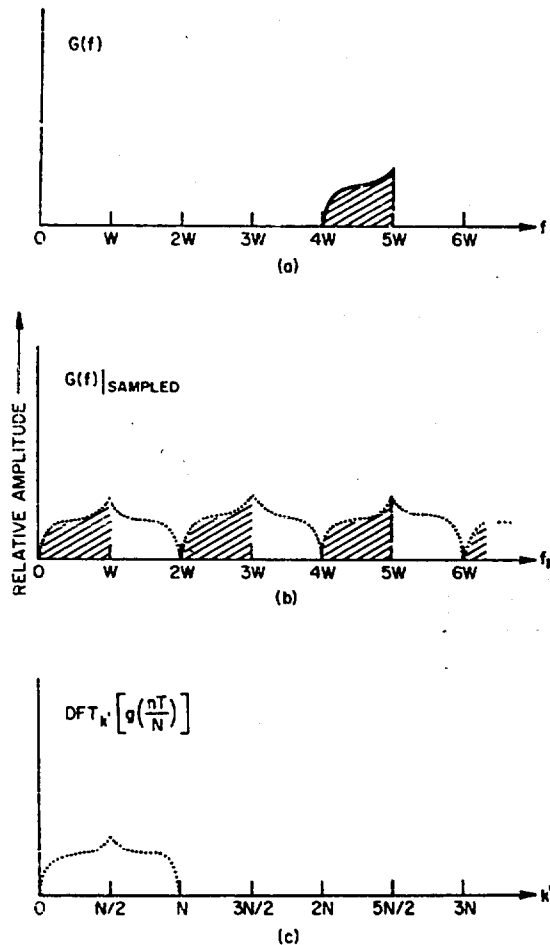 G(f)
0 W 2W 3W 4W 5W 6W f
(a)
RELATIVE AMPLITUDE
G(f)|SAMPLED
0 W 2W 3W 4W 5W 6W
(b)
DFTk' [g(nT/N)]
0 N/2 N 3N/2 2N 5N/2 3N k'
(c)